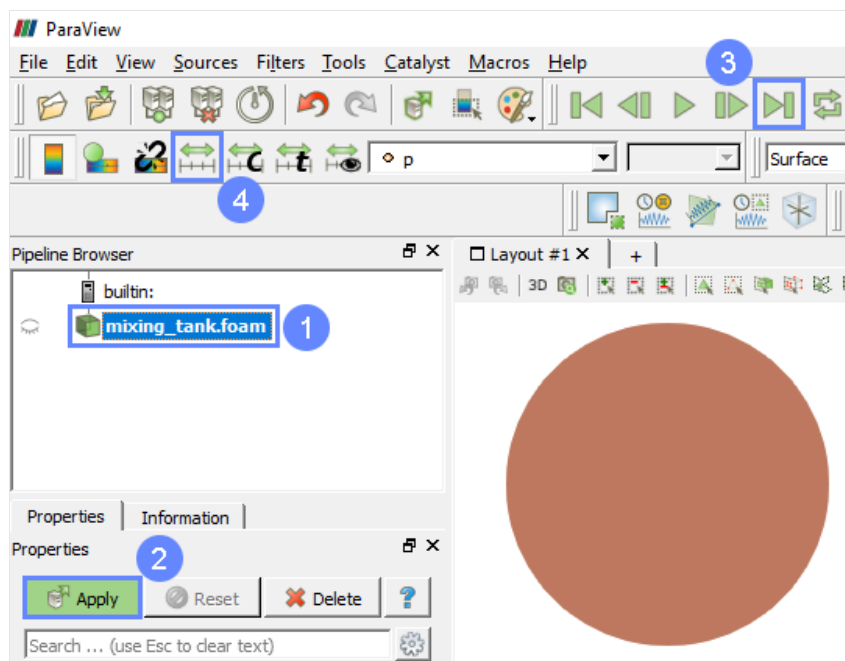 ParaView
File Edit View Sources Filters Tools Catalyst Macros Help
3
p
Surface
4
Pipeline Browser
Layout #1
+
3D
builtin:
mixing_tank.foam
1
Properties Information
Properties
2
Apply Reset Delete ?
Search ... (use Esc to clear text)